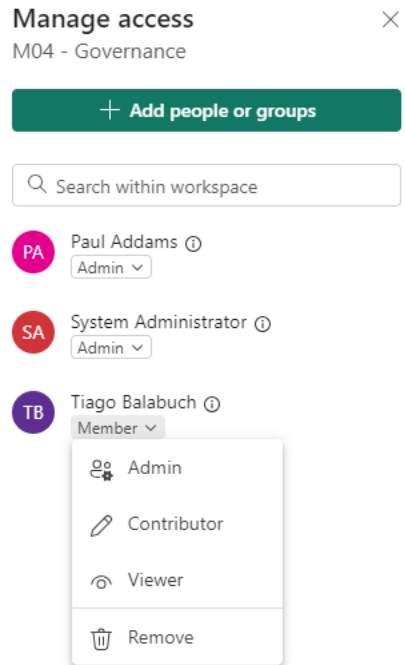 Manage access
M04 - Governance
+ Add people or groups
Search within workspace
PA
Paul Addams
Admin
SA
System Administrator
Admin
TB
Tiago Balabuch
Member
Admin
Contributor
Viewer
Remove